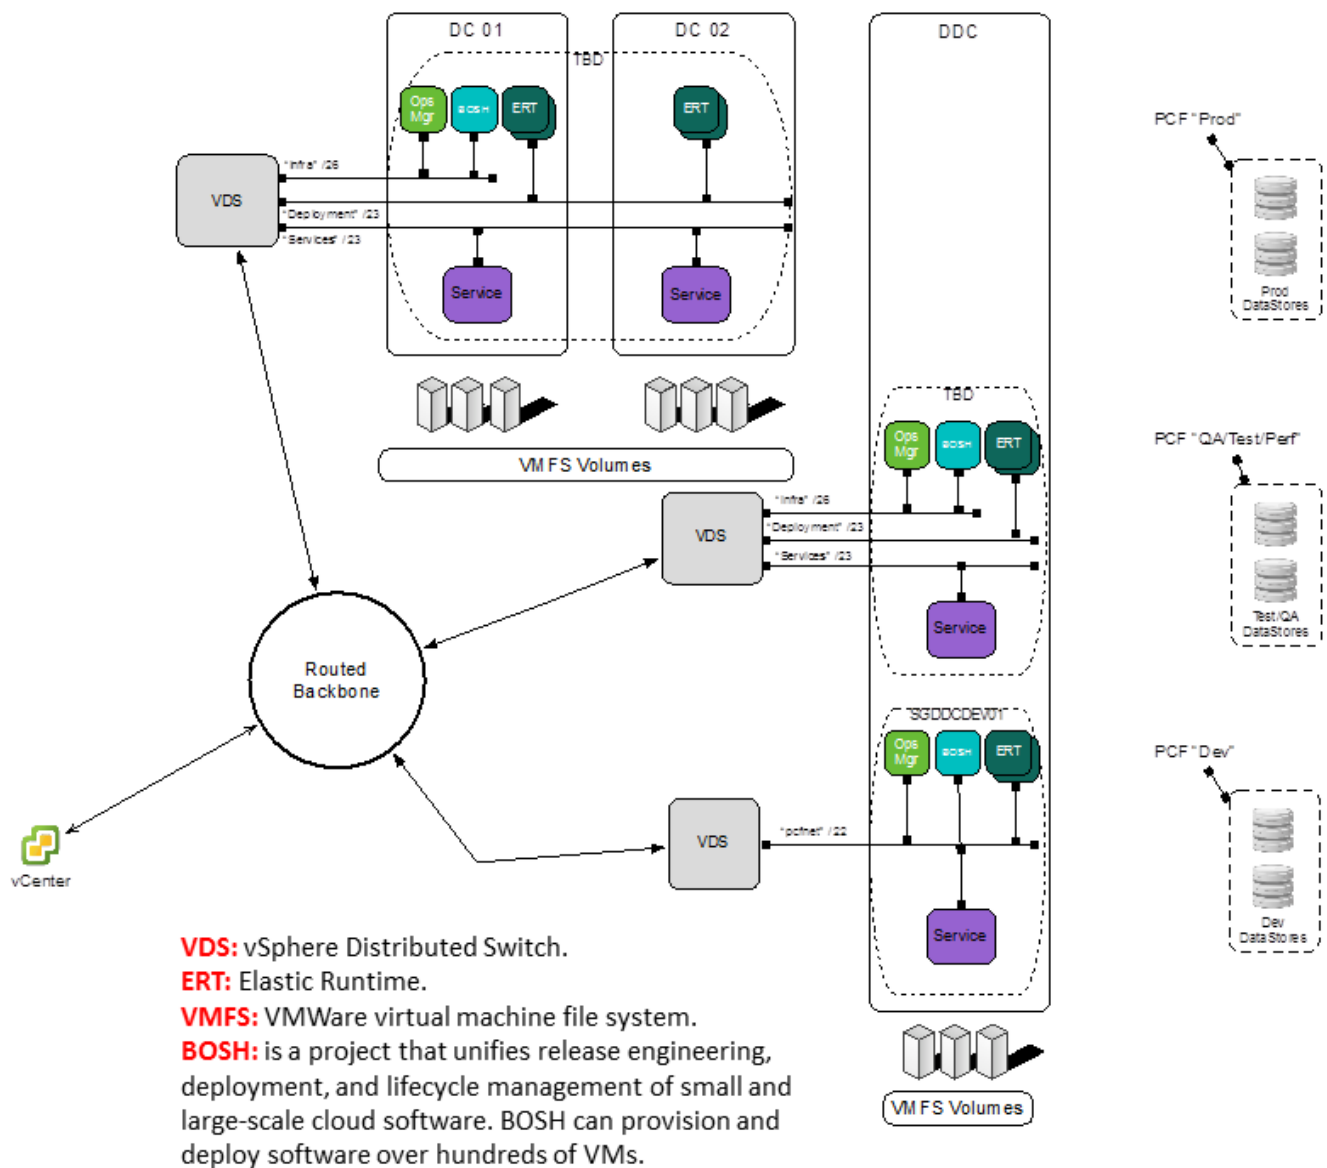 DC 01
DC 02
DDC
TBD
Ops
Mgr
BOSH
ERT
ERT
PCF "Prod"
"Infra" /26
VDS
"Deployment" /23
"Services" /23
Service
Service
Prod
DataStores
TBD
Ops
Mgr
BOSH
ERT
PCF "QA/Test/Perf"
VMFS Volumes
"Infra" /26
VDS
"Deployment" /23
"Services" /23
Service
Test/QA
DataStores
Routed
Backbone
SGDDCDEV01
Ops
Mgr
BOSH
ERT
PCF "Dev"
VDS
"pcfnet" /22
vCenter
Service
Dev
DataStores
VDS: vSphere Distributed Switch.
ERT: Elastic Runtime.
VMFS: VMWare virtual machine file system.
BOSH: is a project that unifies release engineering,
deployment, and lifecycle management of small and
large-scale cloud software. BOSH can provision and
deploy software over hundreds of VMs.
VMFS Volumes